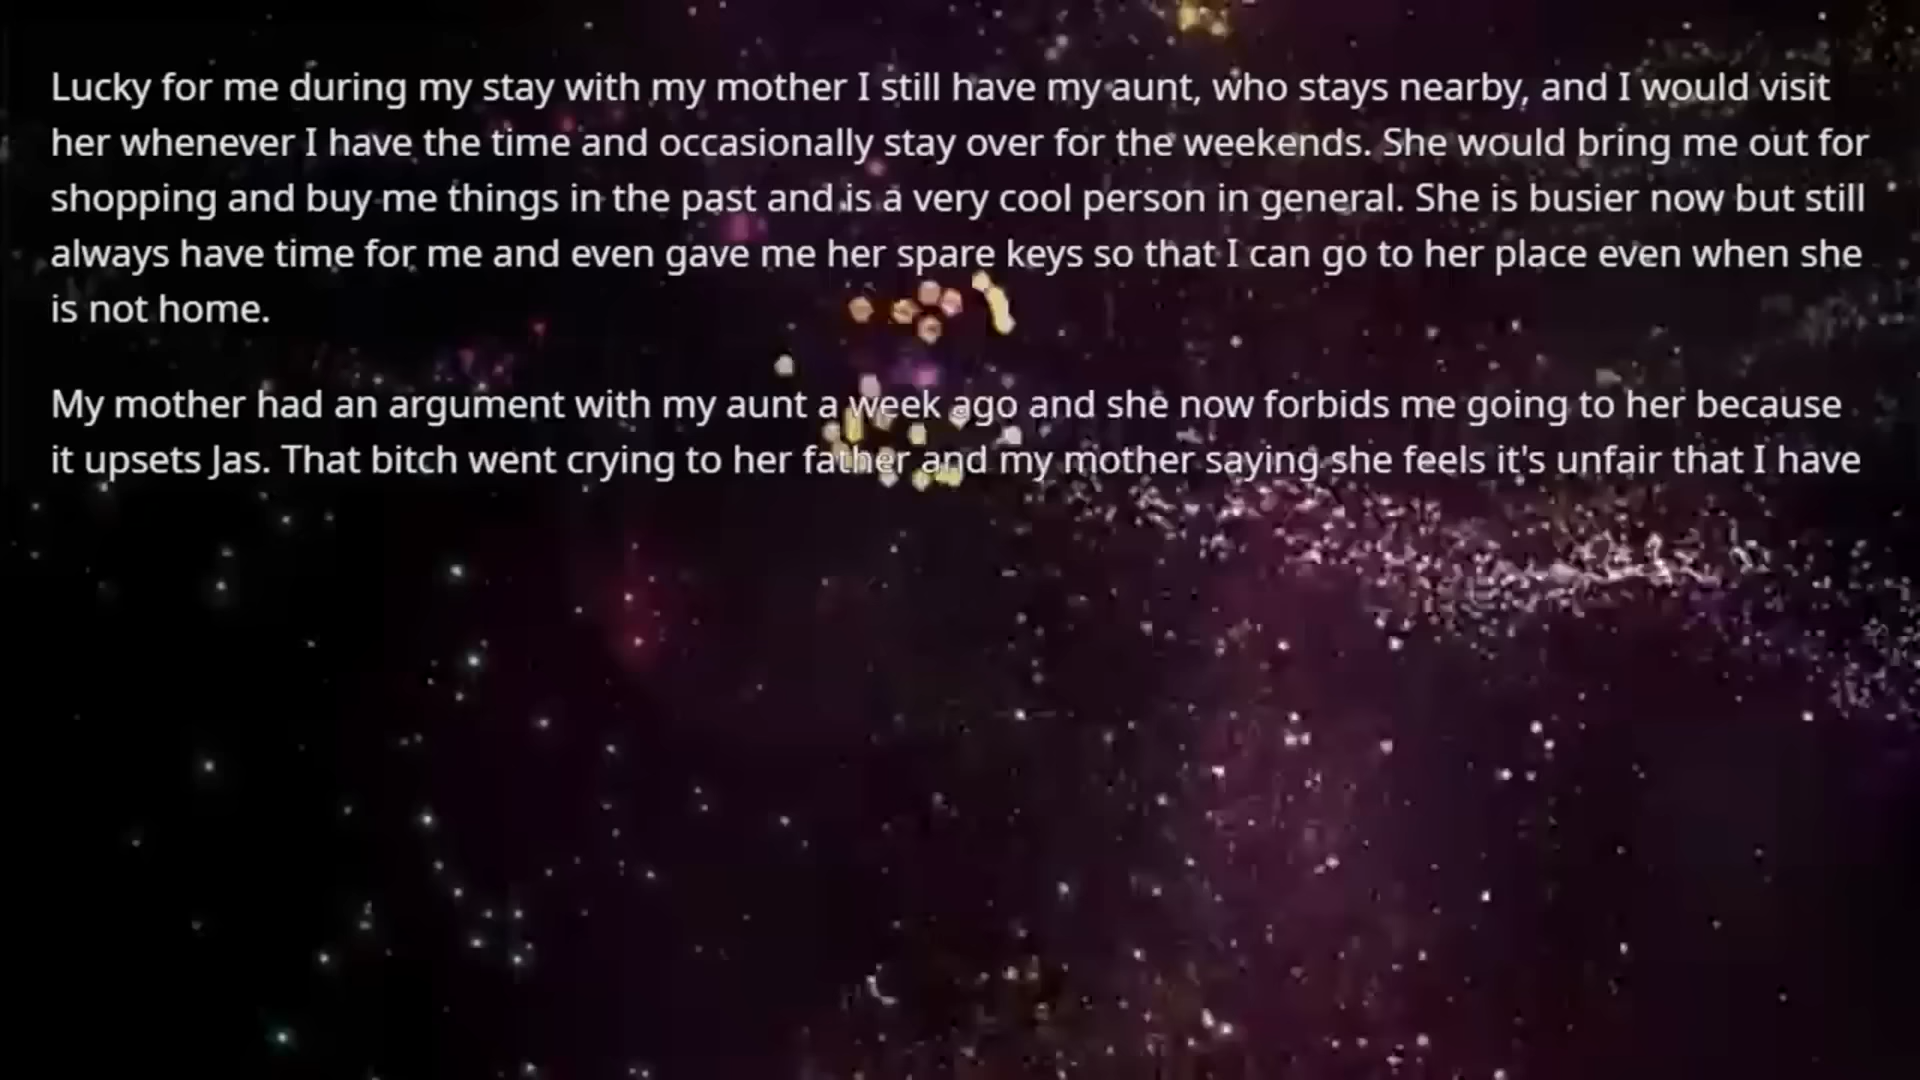 Lucky for me during my stay with my mother I still have my aunt, who stays nearby, and I would visit
her whenever I have the time and occasionally stay over for the weekends. She would bring me out for
shopping and buy me things in the past and is a very cool person in general. She is busier now but still
always have time for me and even gave me her spare keys so that I can go to her place even when she
is not home.
My mother had an argument with my aunt a week ago and she now forbids me going to her because
it upsets Jas. That bitch went crying to her father and my mother saying she feels it's unfair that I have